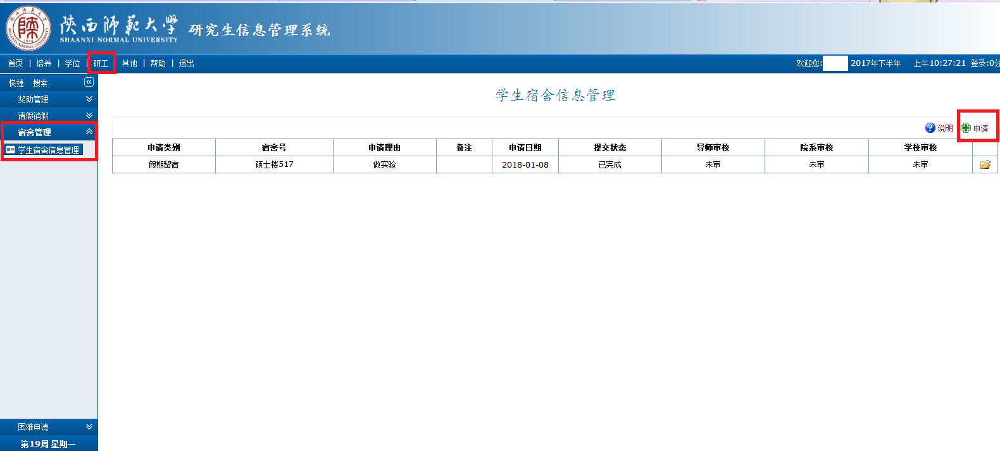 陕西师范大学
SHAANXI NORMAL UNIVERSITY
研究生信息管理系统
首页 | 培养 | 学位 | 研工 其他 | 帮助 | 退出
欢迎您: 2017年下半年 上午10:27:21 登录:0分
快捷 搜索
奖助管理
请假销假
宿舍管理
学生宿舍信息管理
学生宿舍信息管理
说明 申请
申请类别 宿舍号 申请理由 备注 申请日期 提交状态 导师审核 院系审核 学校审核
假期留宿 硕士楼517 做实验 2018-01-08 已完成 未审 未审 未审
困难申请
第19周 星期一